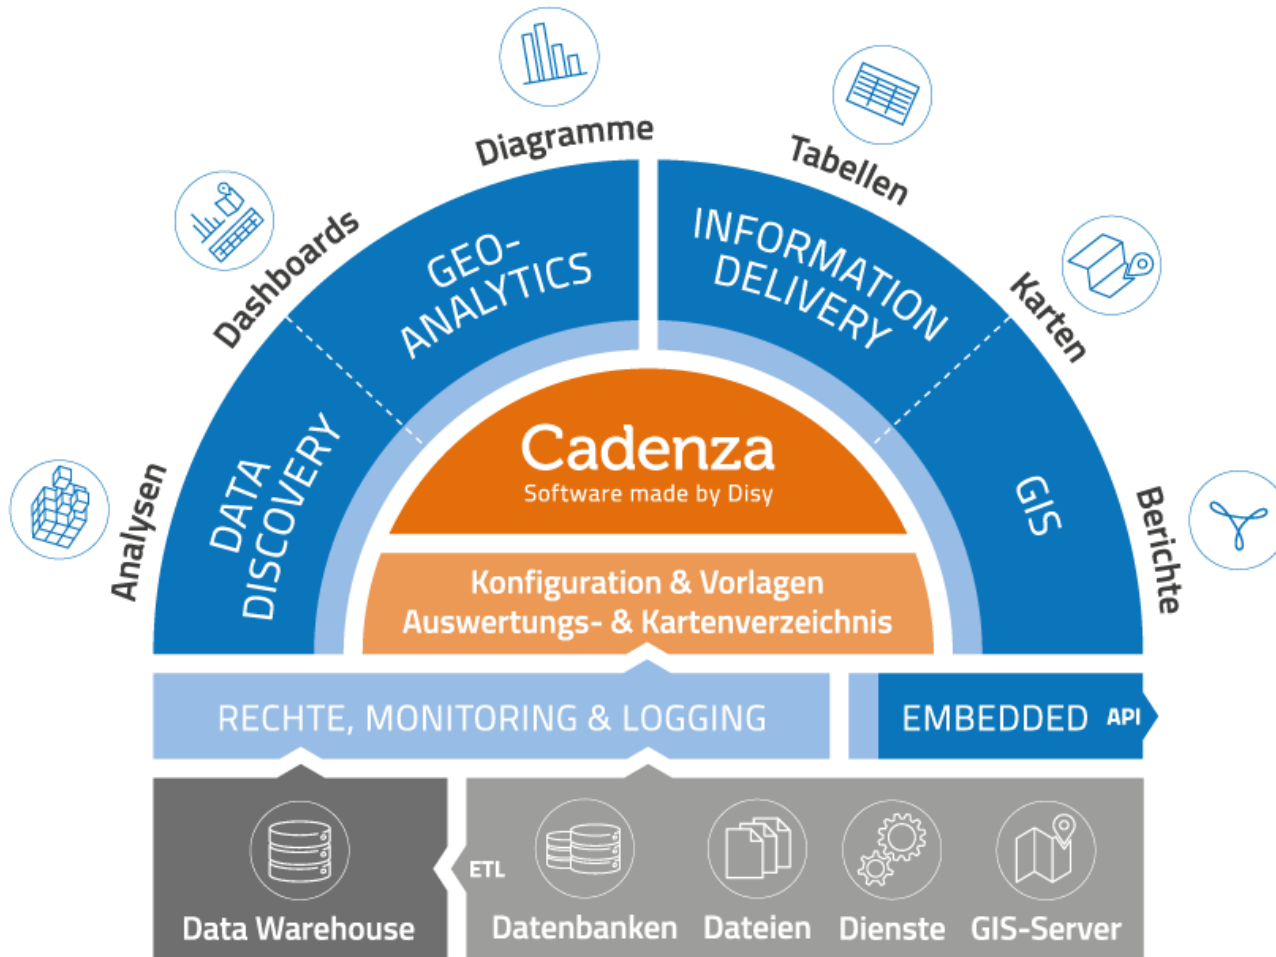 Diagramme
Tabellen
Dashboards
Karten
Analysen
Berichte
GEO-
ANALYTICS
INFORMATION
DELIVERY
DATA
DISCOVERY
GIS
Cadenza
Software made by Disy
Konfiguration & Vorlagen
Auswertungs- & Kartenverzeichnis
RECHTE, MONITORING & LOGGING
EMBEDDED API
ETL
Data Warehouse
Datenbanken
Dateien
Dienste
GIS-Server